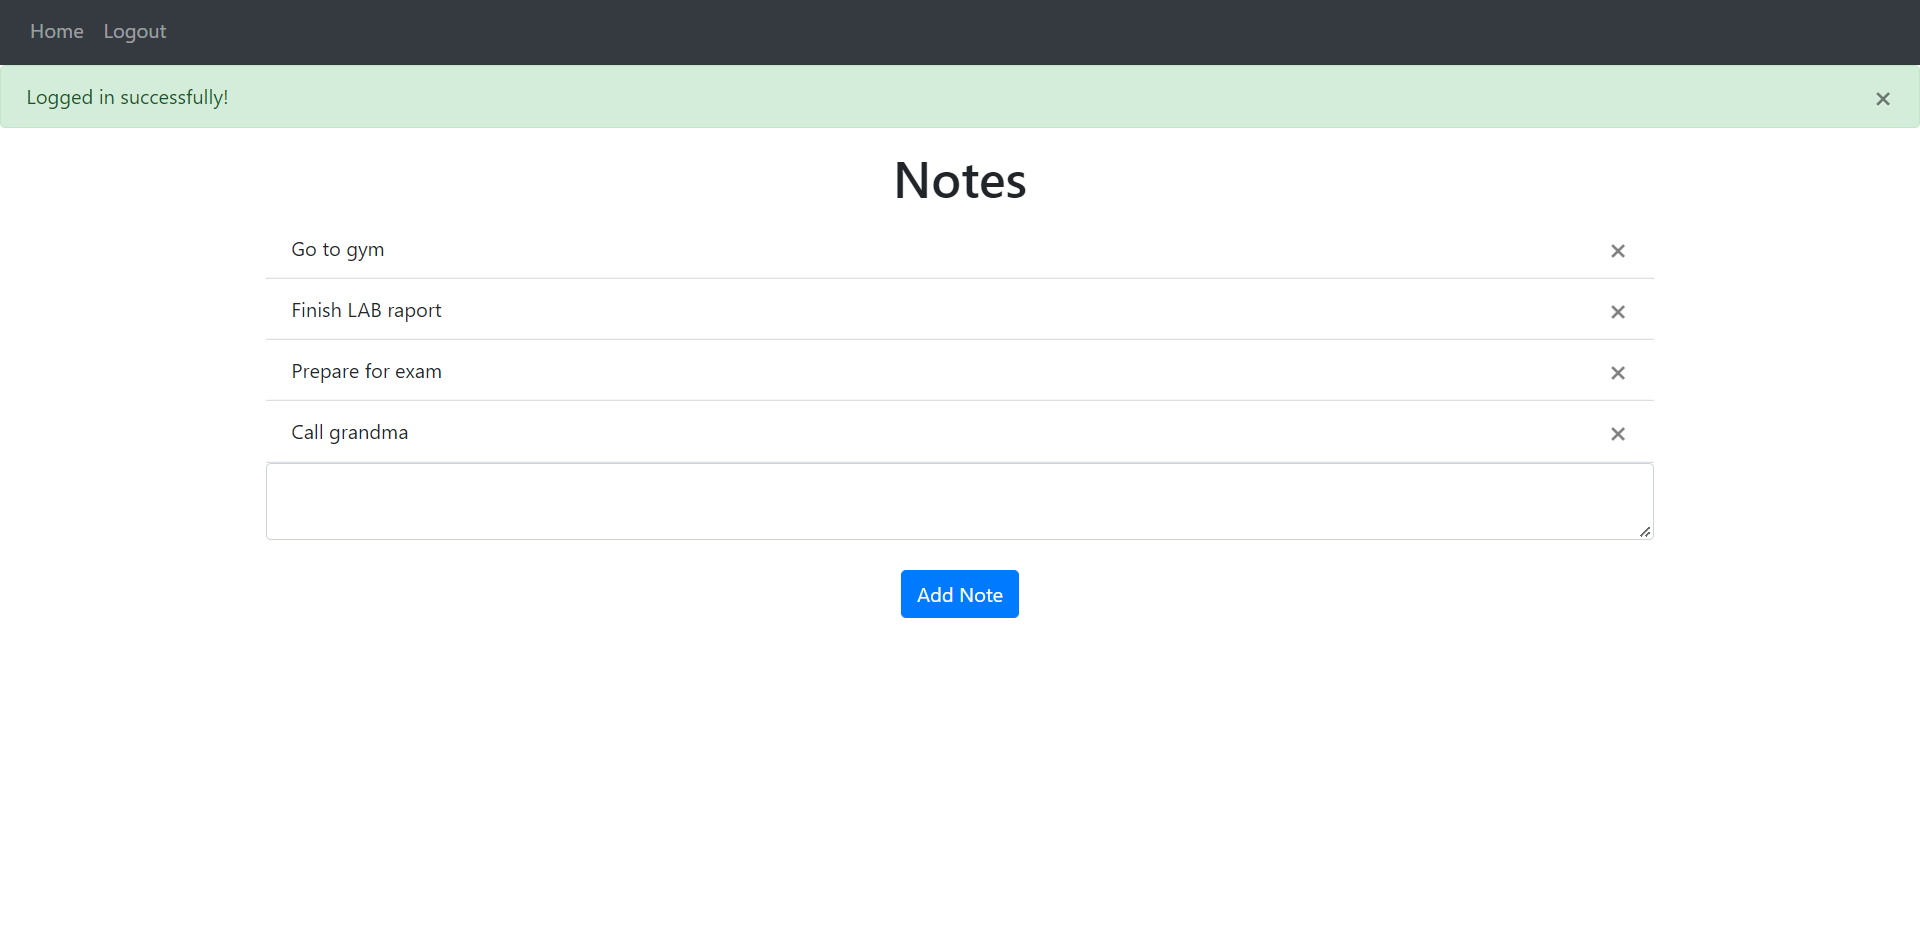 Home Logout
Logged in successfully! ×
Notes
Go to gym ×
Finish LAB raport ×
Prepare for exam ×
Call grandma ×
Add Note